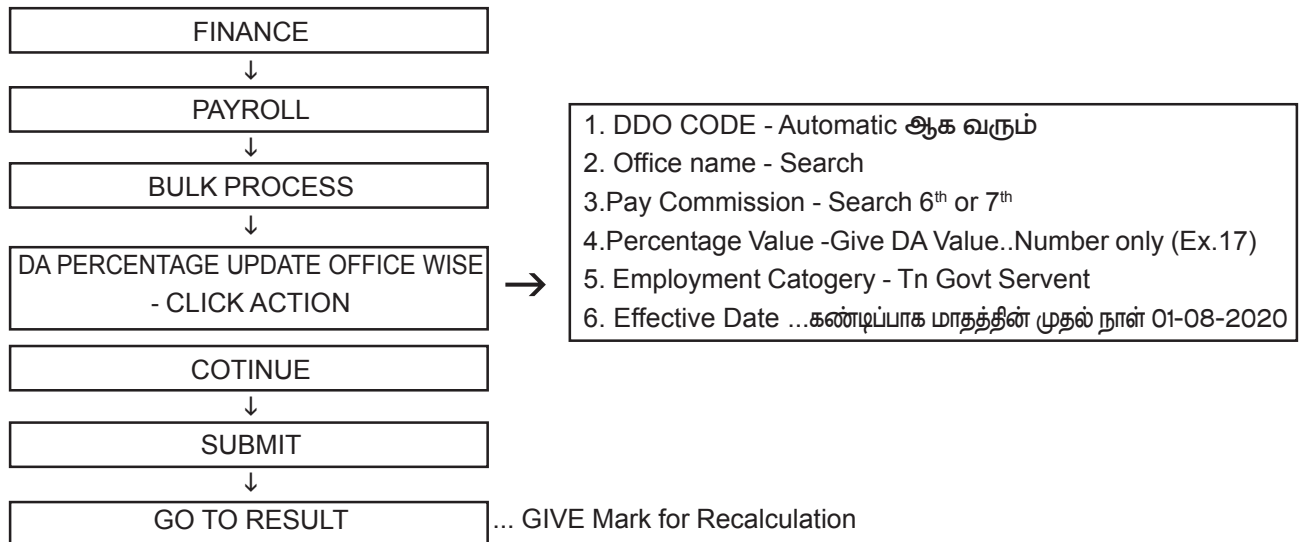 FINANCE
↓
PAYROLL
↓
BULK PROCESS
↓
DA PERCENTAGE UPDATE OFFICE WISE
- CLICK ACTION
→
1. DDO CODE - Automatic ஆக வரும்
2. Office name - Search
3.Pay Commission - Search 6th or 7th
4.Percentage Value -Give DA Value..Number only (Ex.17)
5. Employment Catogery - Tn Govt Servent
6. Effective Date ...கண்டிப்பாக மாதத்தின் முதல் நாள் 01-08-2020
COTINUE
↓
SUBMIT
↓
GO TO RESULT ... GIVE Mark for Recalculation